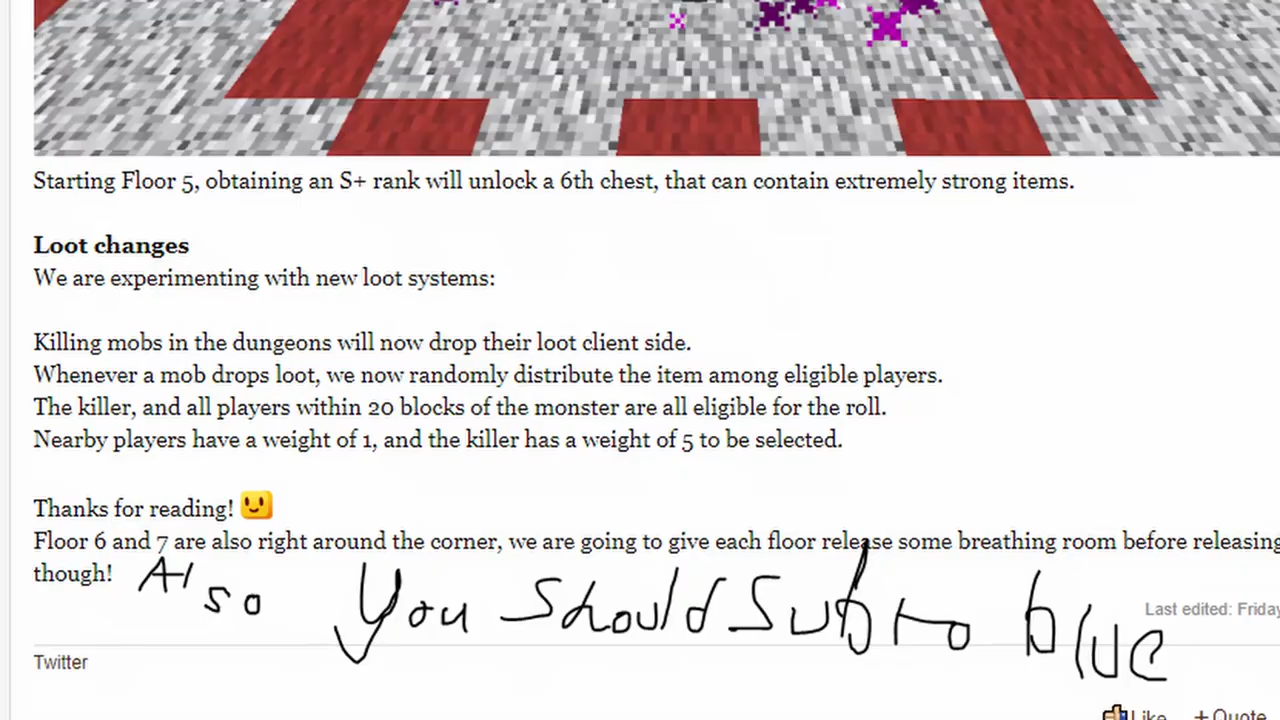 Starting Floor 5, obtaining an S+ rank will unlock a 6th chest, that can contain extremely strong items.
Loot changes
We are experimenting with new loot systems:
Killing mobs in the dungeons will now drop their loot client side.
Whenever a mob drops loot, we now randomly distribute the item among eligible players.
The killer, and all players within 20 blocks of the monster are all eligible for the roll.
Nearby players have a weight of 1, and the killer has a weight of 5 to be selected.
Thanks for reading!
Floor 6 and 7 are also right around the corner, we are going to give each floor release some breathing room before releasing
though!
Also you should sub to blue
Last edited: Friday
Twitter
Like + Quote